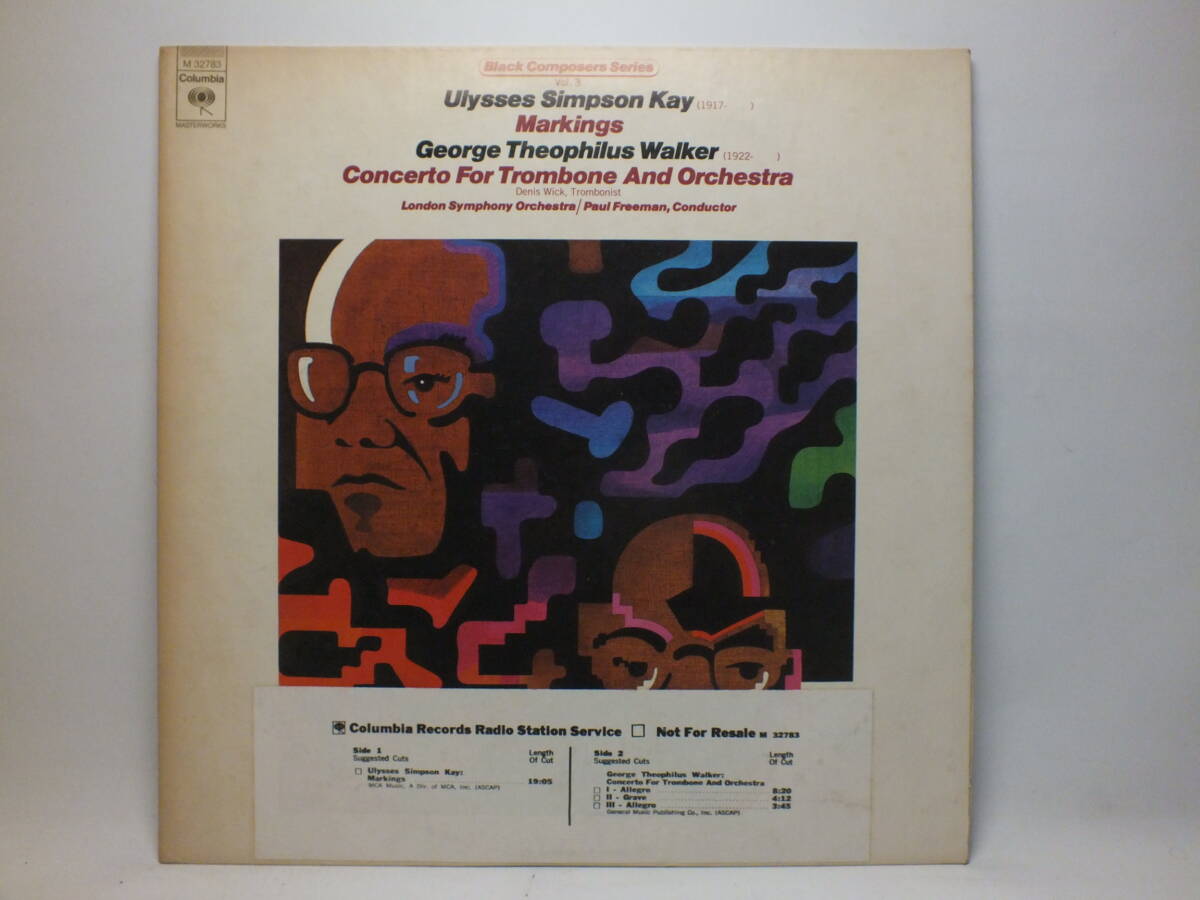 M 32783
Columbia
MASTERWORKS
Black Composers Series
Vol. 3
Ulysses Simpson Kay (1917- )
Markings
George Theophilus Walker (1922- )
Concerto For Trombone And Orchestra
Denis Wick, Trombonist
London Symphony Orchestra/Paul Freeman, Conductor
Columbia Records Radio Station Service Not For Resale M 32783
Side 1 Length
Suggested Cuts Of Cut
Ulysses Simpson Kay:
Markings 19:05
MCA Music, A Div. of MCA, Inc. (ASCAP)
Side 2 Length
Suggested Cuts Of Cut
George Theophilus Walker:
Concerto For Trombone And Orchestra
I - Allegro 8:20
II - Grave 4:12
III - Allegro 3:45
General Music Publishing Co., Inc. (ASCAP)